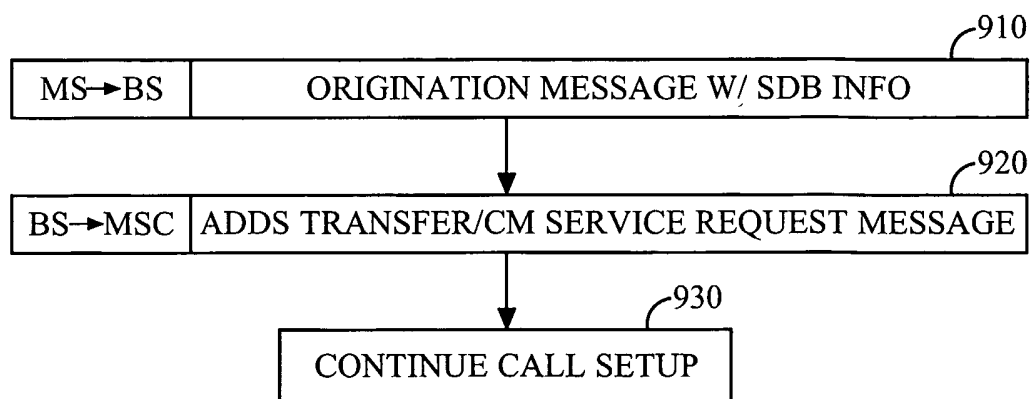 910
MS→BS ORIGINATION MESSAGE W/ SDB INFO
920
BS→MSC ADDS TRANSFER/CM SERVICE REQUEST MESSAGE
930
CONTINUE CALL SETUP